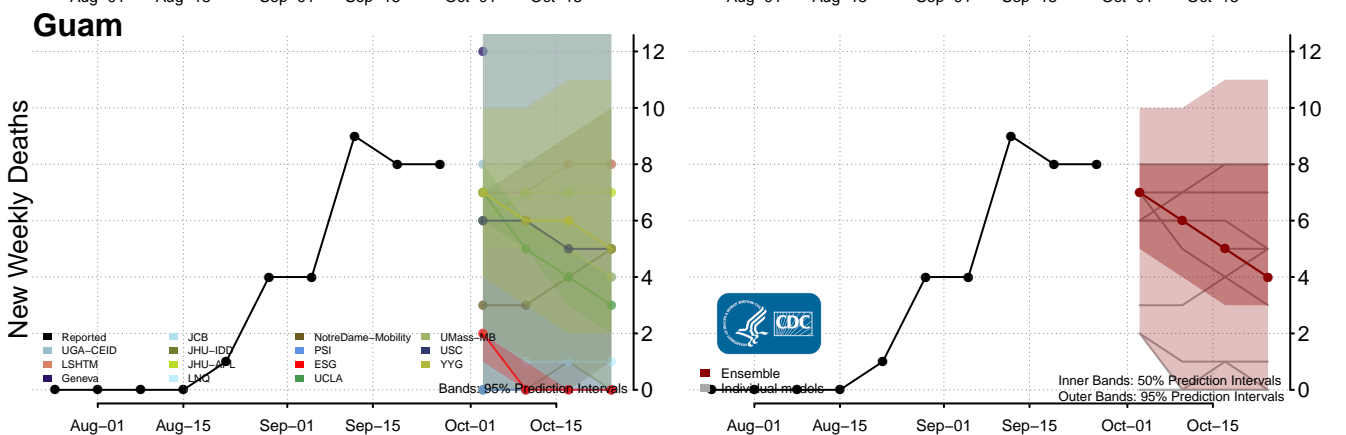 Guam
New Weekly Deaths
12
10
8
6
4
2
0
Reported
UGA−CEID
LSHTM
Geneva
JCB
JHU−IDD
JHU−APL
LNQ
NotreDame−Mobility
PSI
ESG
UCLA
UMass−MB
USC
YYG
Bands: 95% Prediction Intervals
Aug−01 Aug−15 Sep−01 Sep−15 Oct−01 Oct−15
12
10
8
6
4
2
0
CDC
Ensemble
Individual models
Inner Bands: 50% Prediction Intervals
Outer Bands: 95% Prediction Intervals
Aug−01 Aug−15 Sep−01 Sep−15 Oct−01 Oct−15